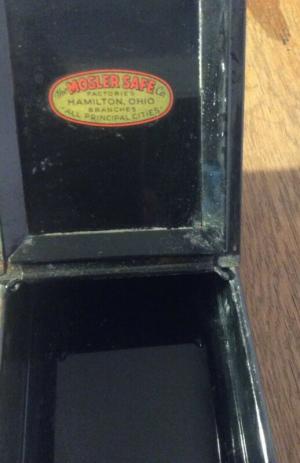 The MOSLER SAFE Co.
FACTORIES
HAMILTON, OHIO
BRANCHES
ALL PRINCIPAL CITIES